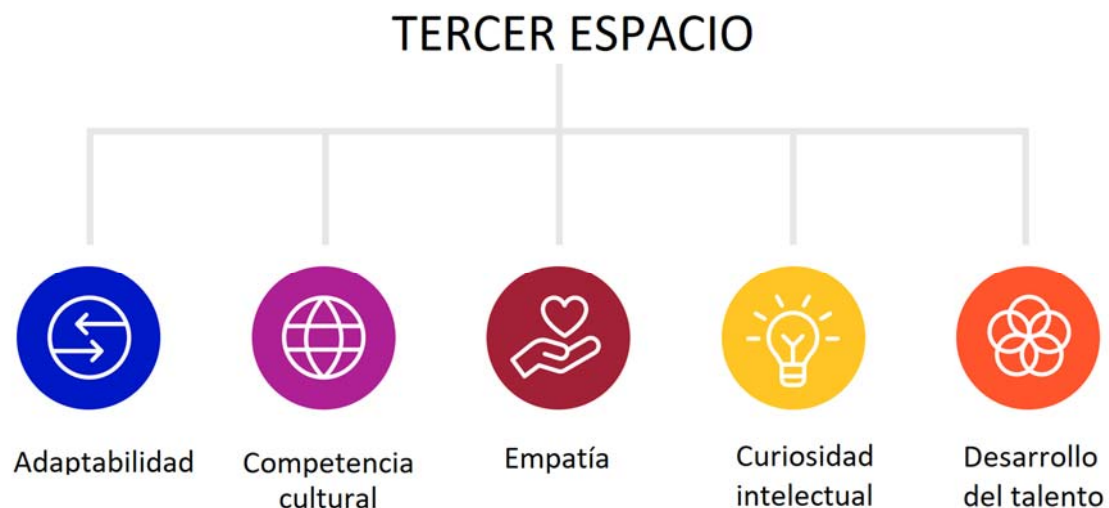 TERCER ESPACIO
Adaptabilidad
Competencia
cultural
Empatía
Curiosidad
intelectual
Desarrollo
del talento